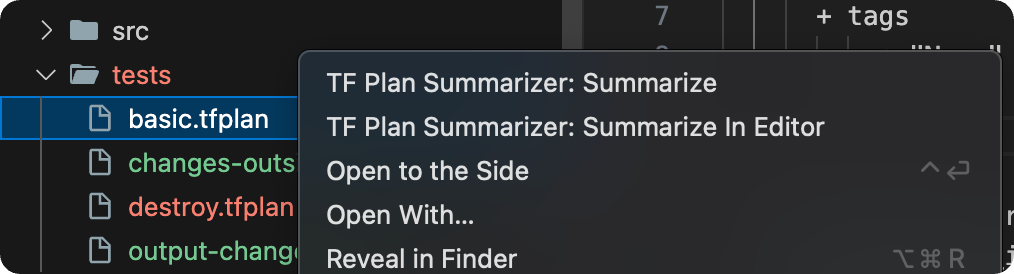 src
7
+ tags
tests
TF Plan Summarizer: Summarize
basic.tfplan
TF Plan Summarizer: Summarize In Editor
changes-outs
Open to the Side ^ ↩
destroy.tfplan
Open With...
output-chang
Reveal in Finder ⌥ ⌘ R